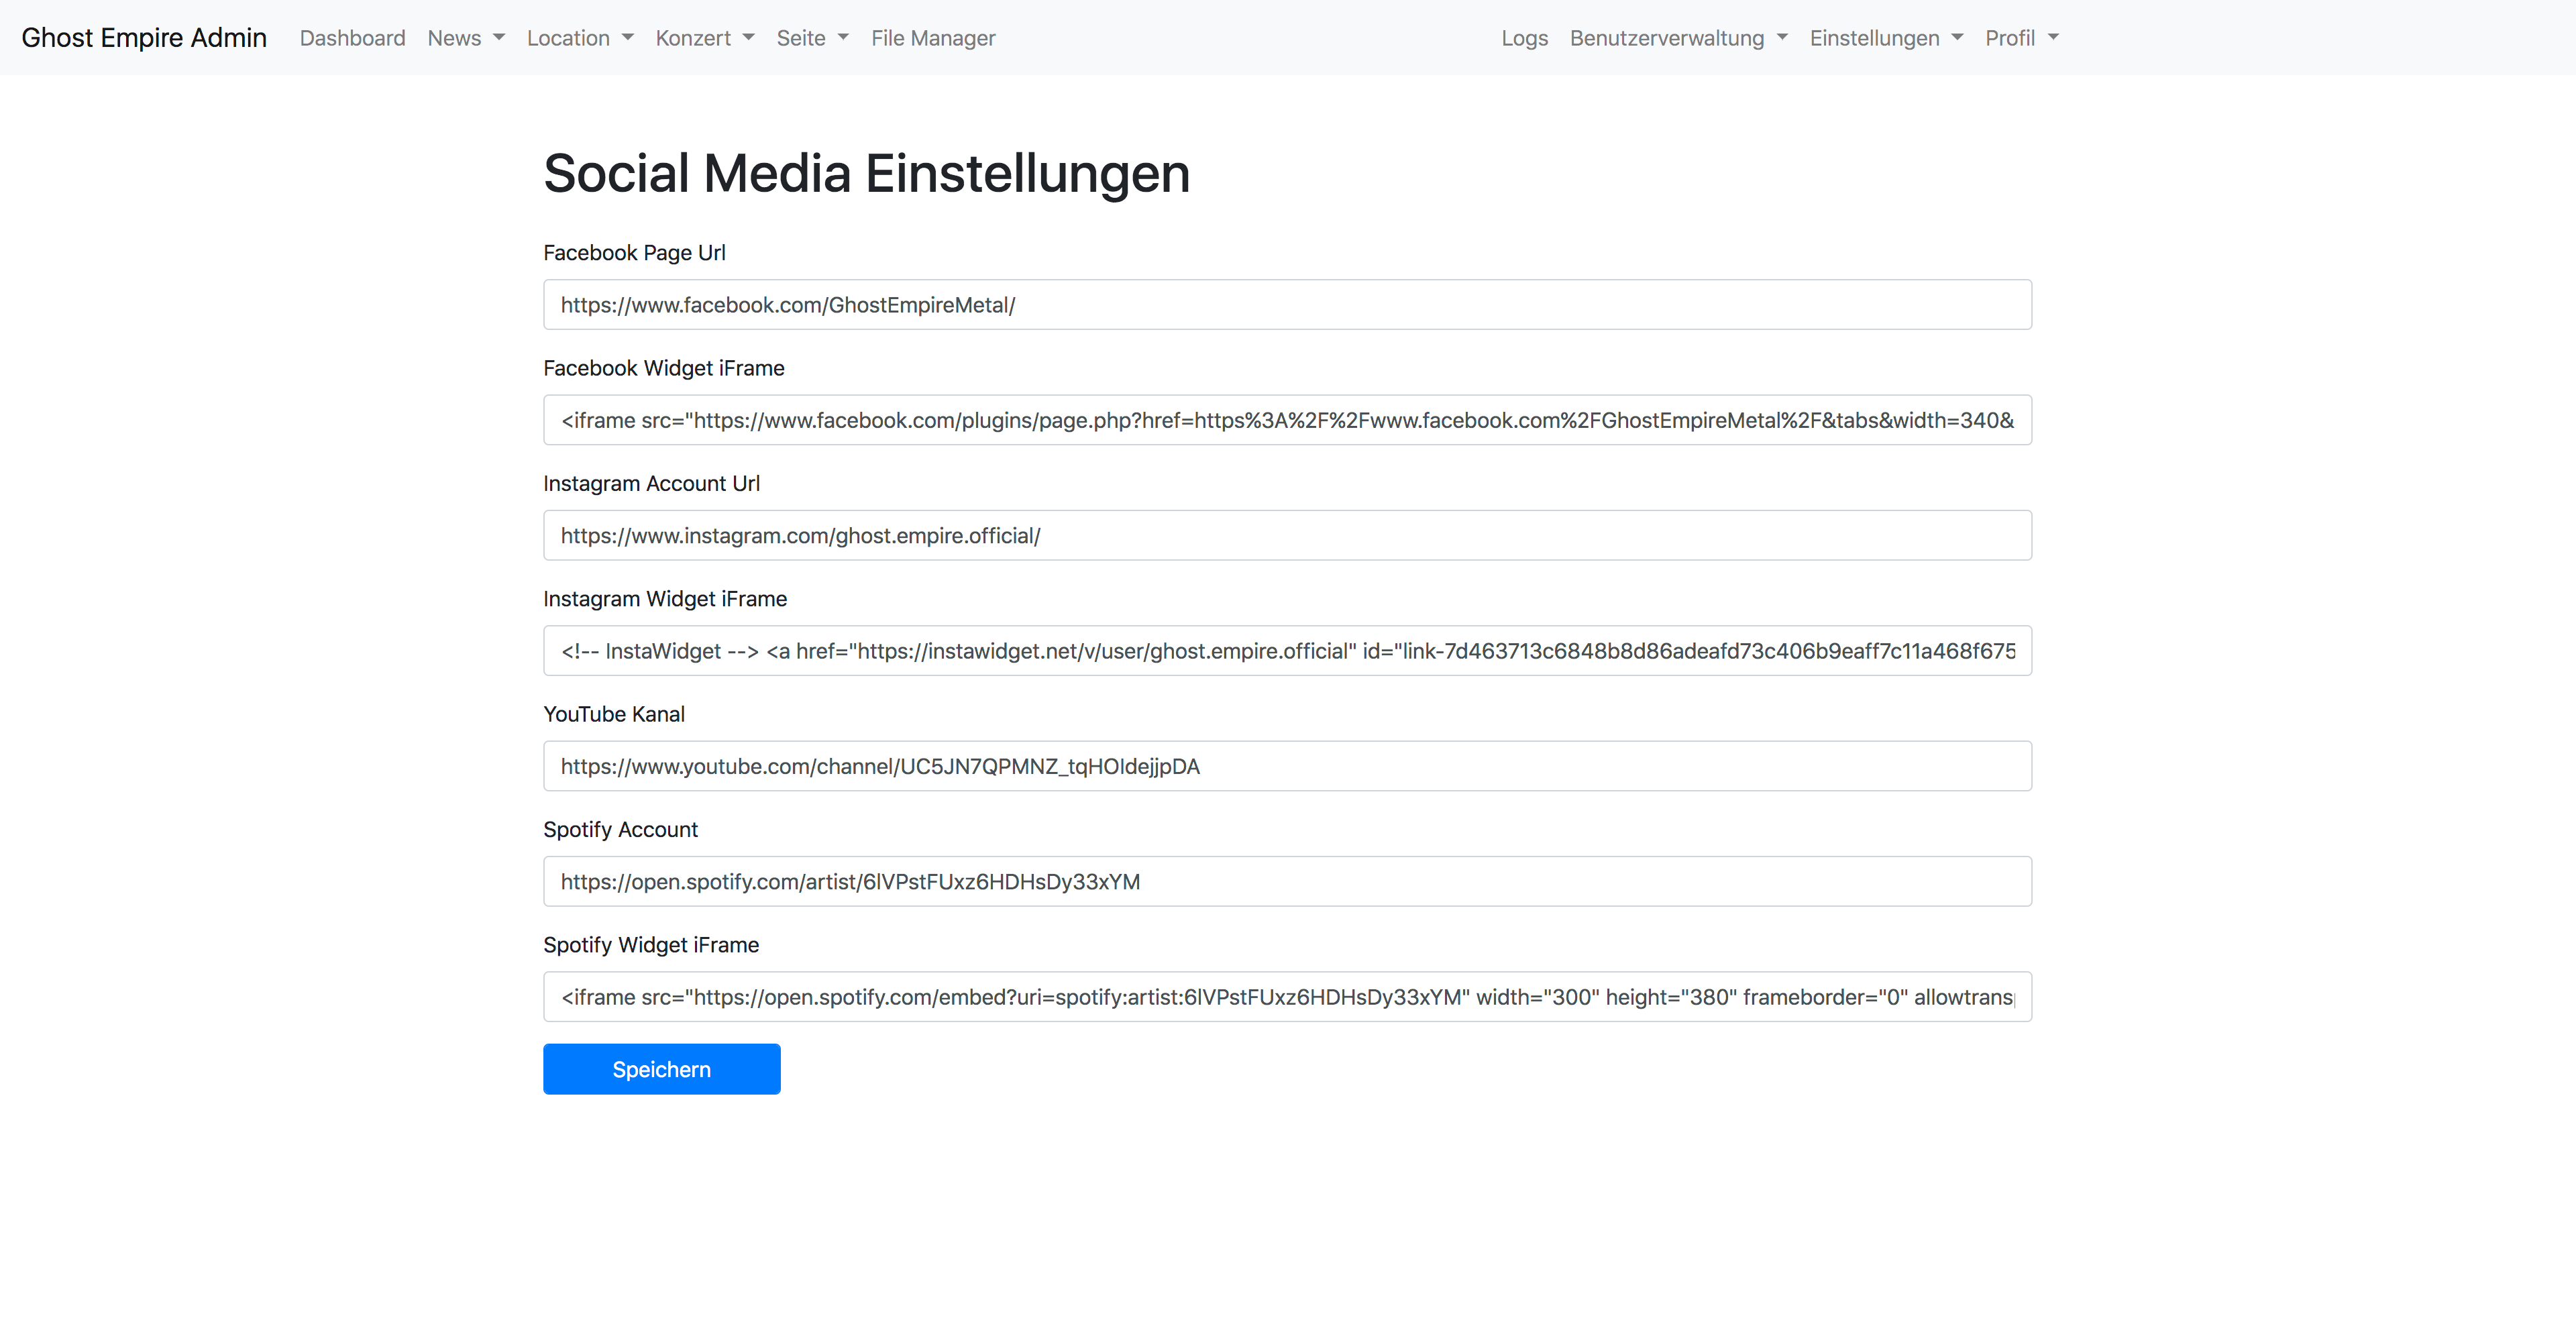 Ghost Empire Admin Dashboard News Location Konzert Seite File Manager Logs Benutzerverwaltung Einstellungen Profil
Social Media Einstellungen
Facebook Page Url
https://www.facebook.com/GhostEmpireMetal/
Facebook Widget iFrame
<iframe src="https://www.facebook.com/plugins/page.php?href=https%3A%2F%2Fwww.facebook.com%2FGhostEmpireMetal%2F&tabs&width=340&
Instagram Account Url
https://www.instagram.com/ghost.empire.official/
Instagram Widget iFrame
<!-- InstaWidget --> <a href="https://instawidget.net/v/user/ghost.empire.official" id="link-7d463713c6848b8d86adeafd73c406b9eaff7c11a468f675
YouTube Kanal
https://www.youtube.com/channel/UC5JN7QPMNZ_tqHOIdejjpDA
Spotify Account
https://open.spotify.com/artist/6lVPstFUxz6HDHsDy33xYM
Spotify Widget iFrame
<iframe src="https://open.spotify.com/embed?uri=spotify:artist:6lVPstFUxz6HDHsDy33xYM" width="300" height="380" frameborder="0" allowtrans
Speichern